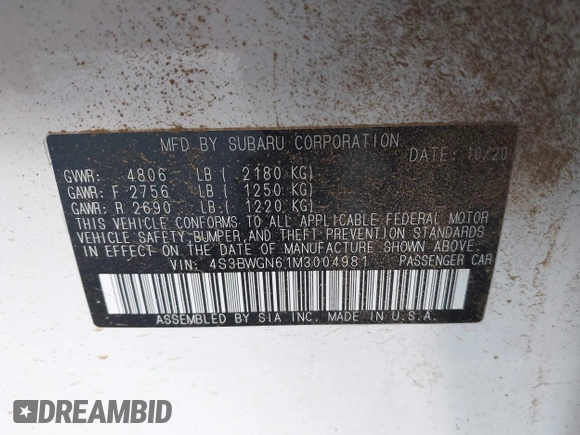 MFD BY SUBARU CORPORATION
DATE: 10/20
GVWR: 4806 LB ( 2180 KG)
GAWR: F 2756 LB ( 1250 KG)
GAWR: R 2690 LB ( 1220 KG)
THIS VEHICLE CONFORMS TO ALL APPLICABLE FEDERAL MOTOR
VEHICLE SAFETY, BUMPER, AND THEFT PREVENTION STANDARDS
IN EFFECT ON THE DATE OF MANUFACTURE SHOWN ABOVE.
VIN: 4S3BWGN61M3004981 PASSENGER CAR
ASSEMBLED BY SIA INC. MADE IN U.S.A.
DREAMBID